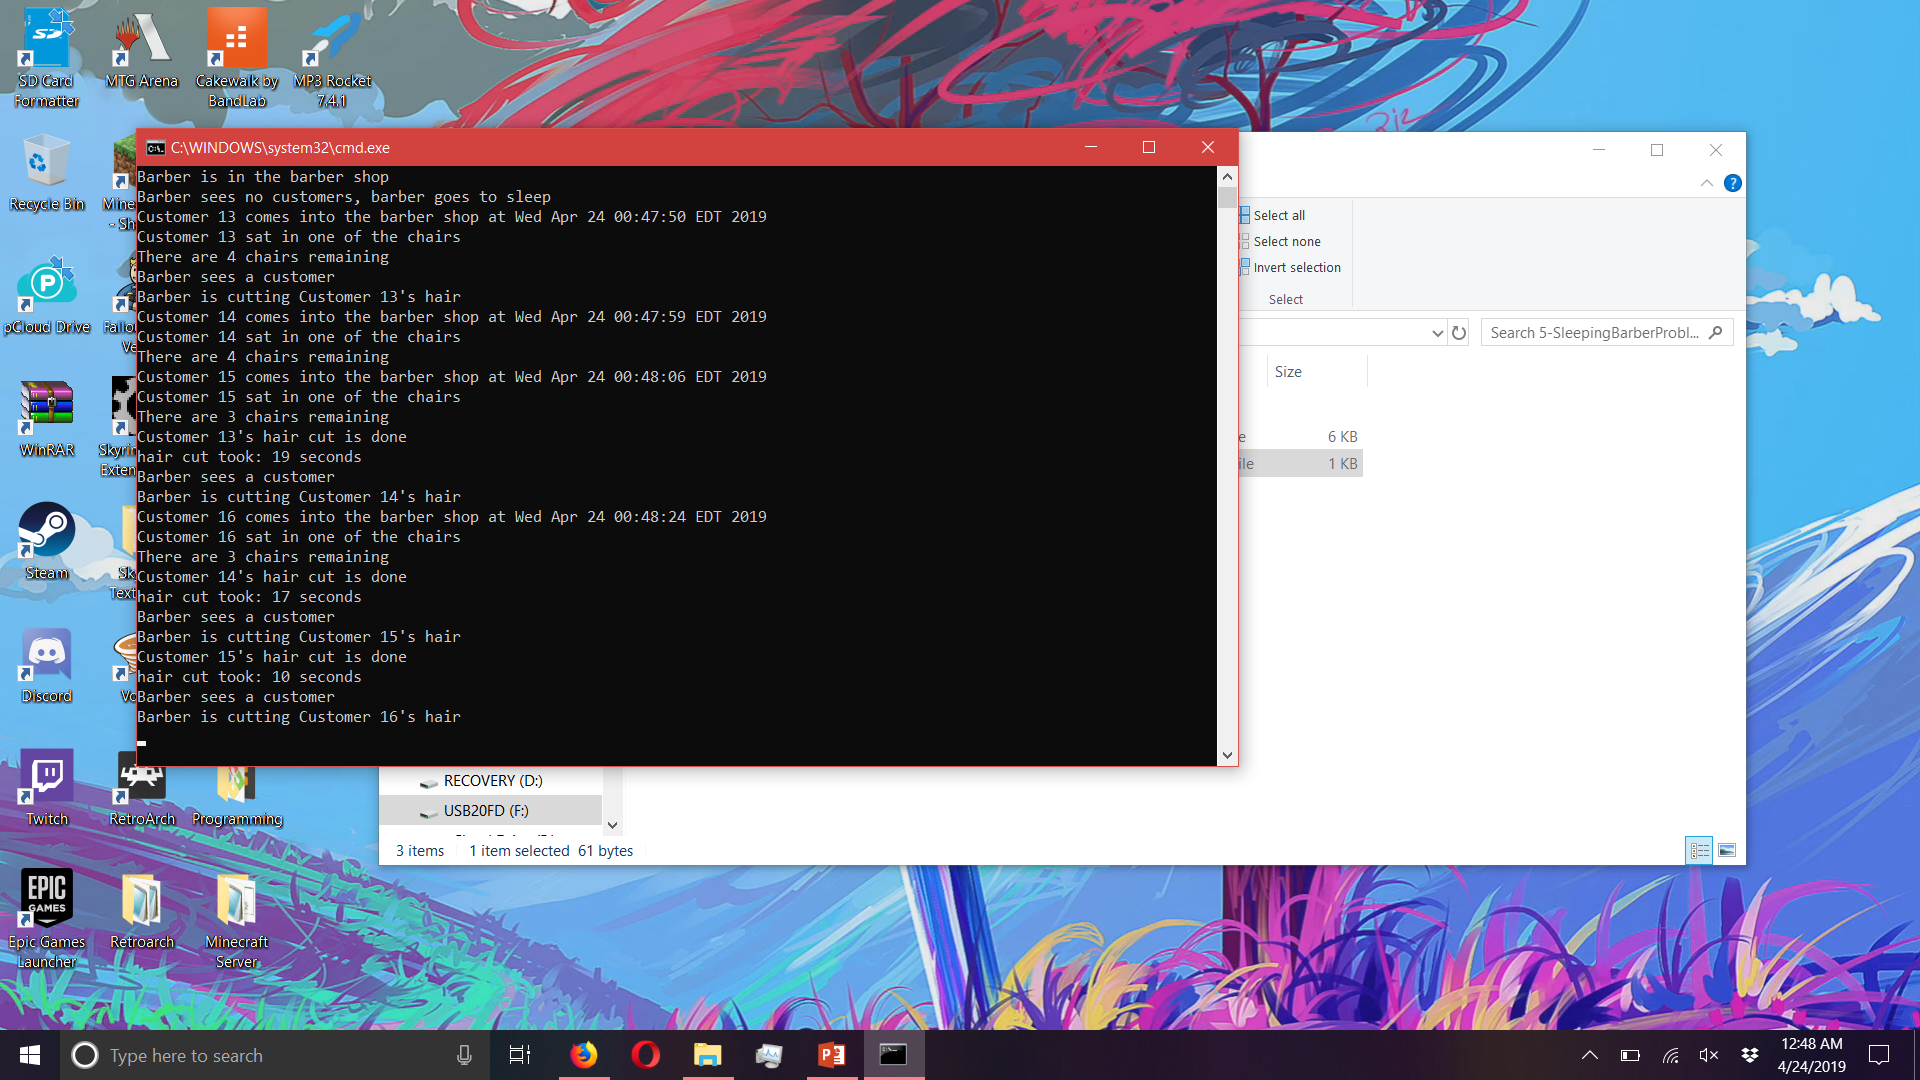 SD Card
Formatter
MTG Arena
Cakewalk by
BandLab
MP3 Rocket
7.4.1
Recycle Bin
pCloud Drive
WinRAR
Steam
Discord
Twitch
RetroArch
Programming
EPIC
GAMES
Epic Games
Launcher
Retroarch
Minecraft
Server
C:\WINDOWS\system32\cmd.exe
Barber is in the barber shop
Barber sees no customers, barber goes to sleep
Customer 13 comes into the barber shop at Wed Apr 24 00:47:50 EDT 2019
Customer 13 sat in one of the chairs
There are 4 chairs remaining
Barber sees a customer
Barber is cutting Customer 13's hair
Customer 14 comes into the barber shop at Wed Apr 24 00:47:59 EDT 2019
Customer 14 sat in one of the chairs
There are 4 chairs remaining
Customer 15 comes into the barber shop at Wed Apr 24 00:48:06 EDT 2019
Customer 15 sat in one of the chairs
There are 3 chairs remaining
Customer 13's hair cut is done
hair cut took: 19 seconds
Barber sees a customer
Barber is cutting Customer 14's hair
Customer 16 comes into the barber shop at Wed Apr 24 00:48:24 EDT 2019
Customer 16 sat in one of the chairs
There are 3 chairs remaining
Customer 14's hair cut is done
hair cut took: 17 seconds
Barber sees a customer
Barber is cutting Customer 15's hair
Customer 15's hair cut is done
hair cut took: 10 seconds
Barber sees a customer
Barber is cutting Customer 16's hair
Select all
Select none
Invert selection
Select
Search 5-SleepingBarberProbl...
Size
6 KB
1 KB
RECOVERY (D:)
USB20FD (F:)
3 items 1 item selected 61 bytes
Type here to search
12:48 AM
4/24/2019